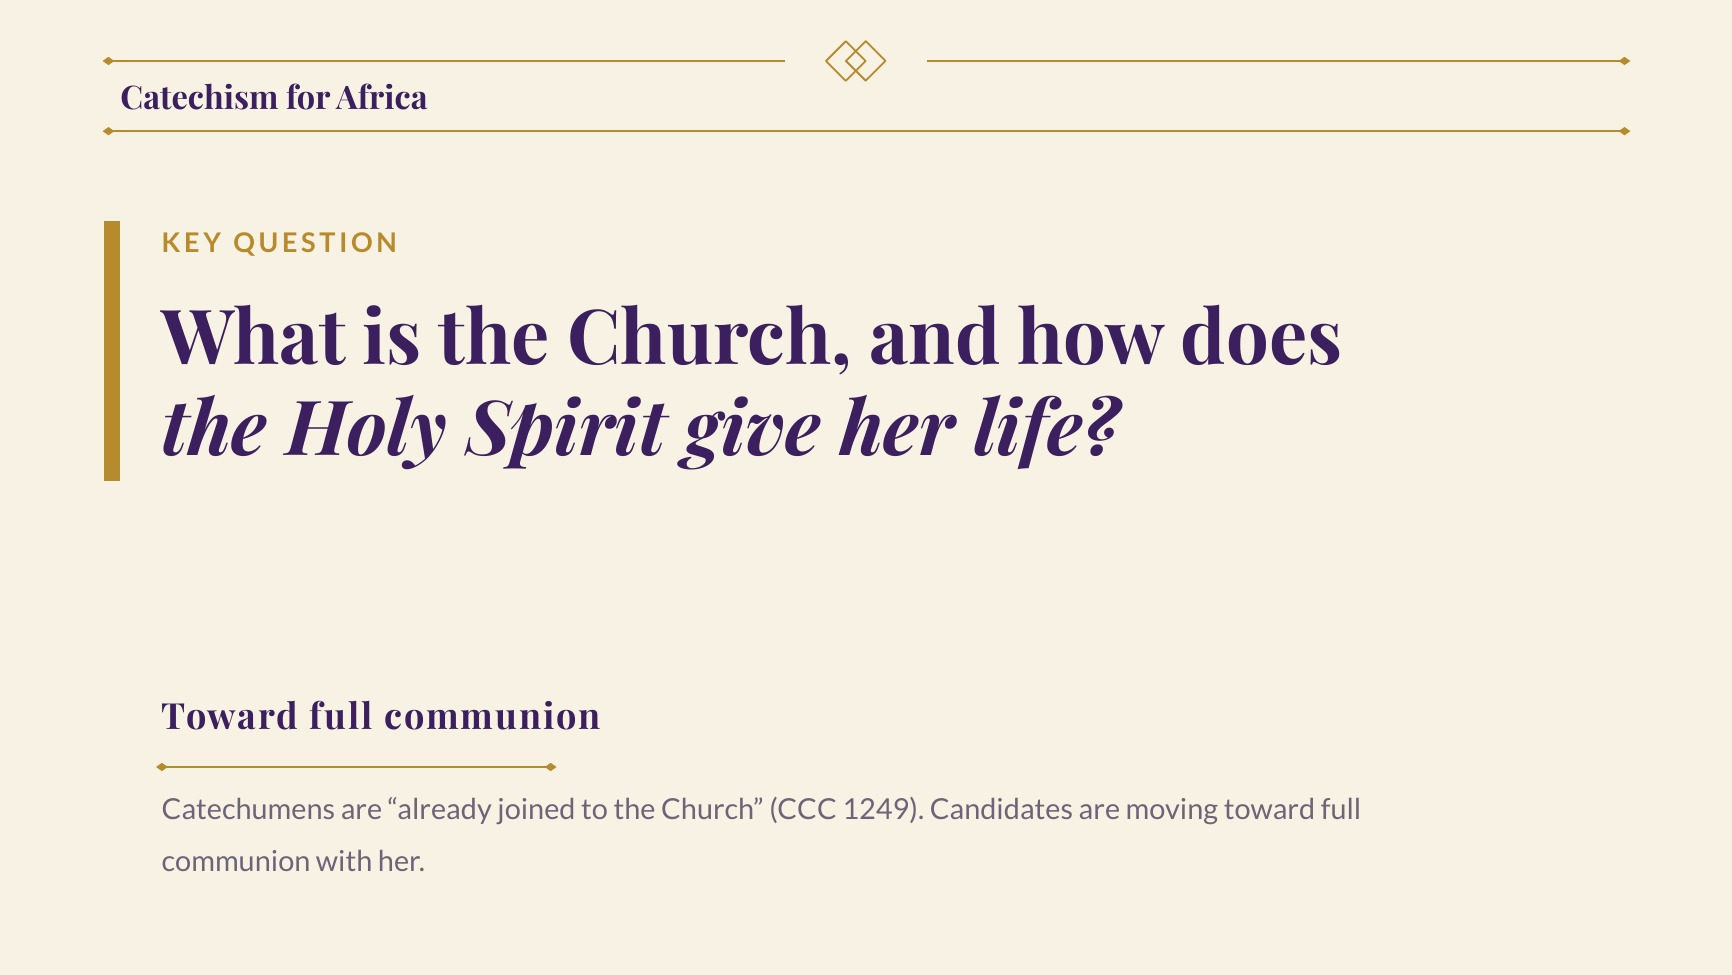 Catechism for Africa
KEY QUESTION
What is the Church, and how does
the Holy Spirit give her life?
Toward full communion
Catechumens are “already joined to the Church” (CCC 1249). Candidates are moving toward full
communion with her.